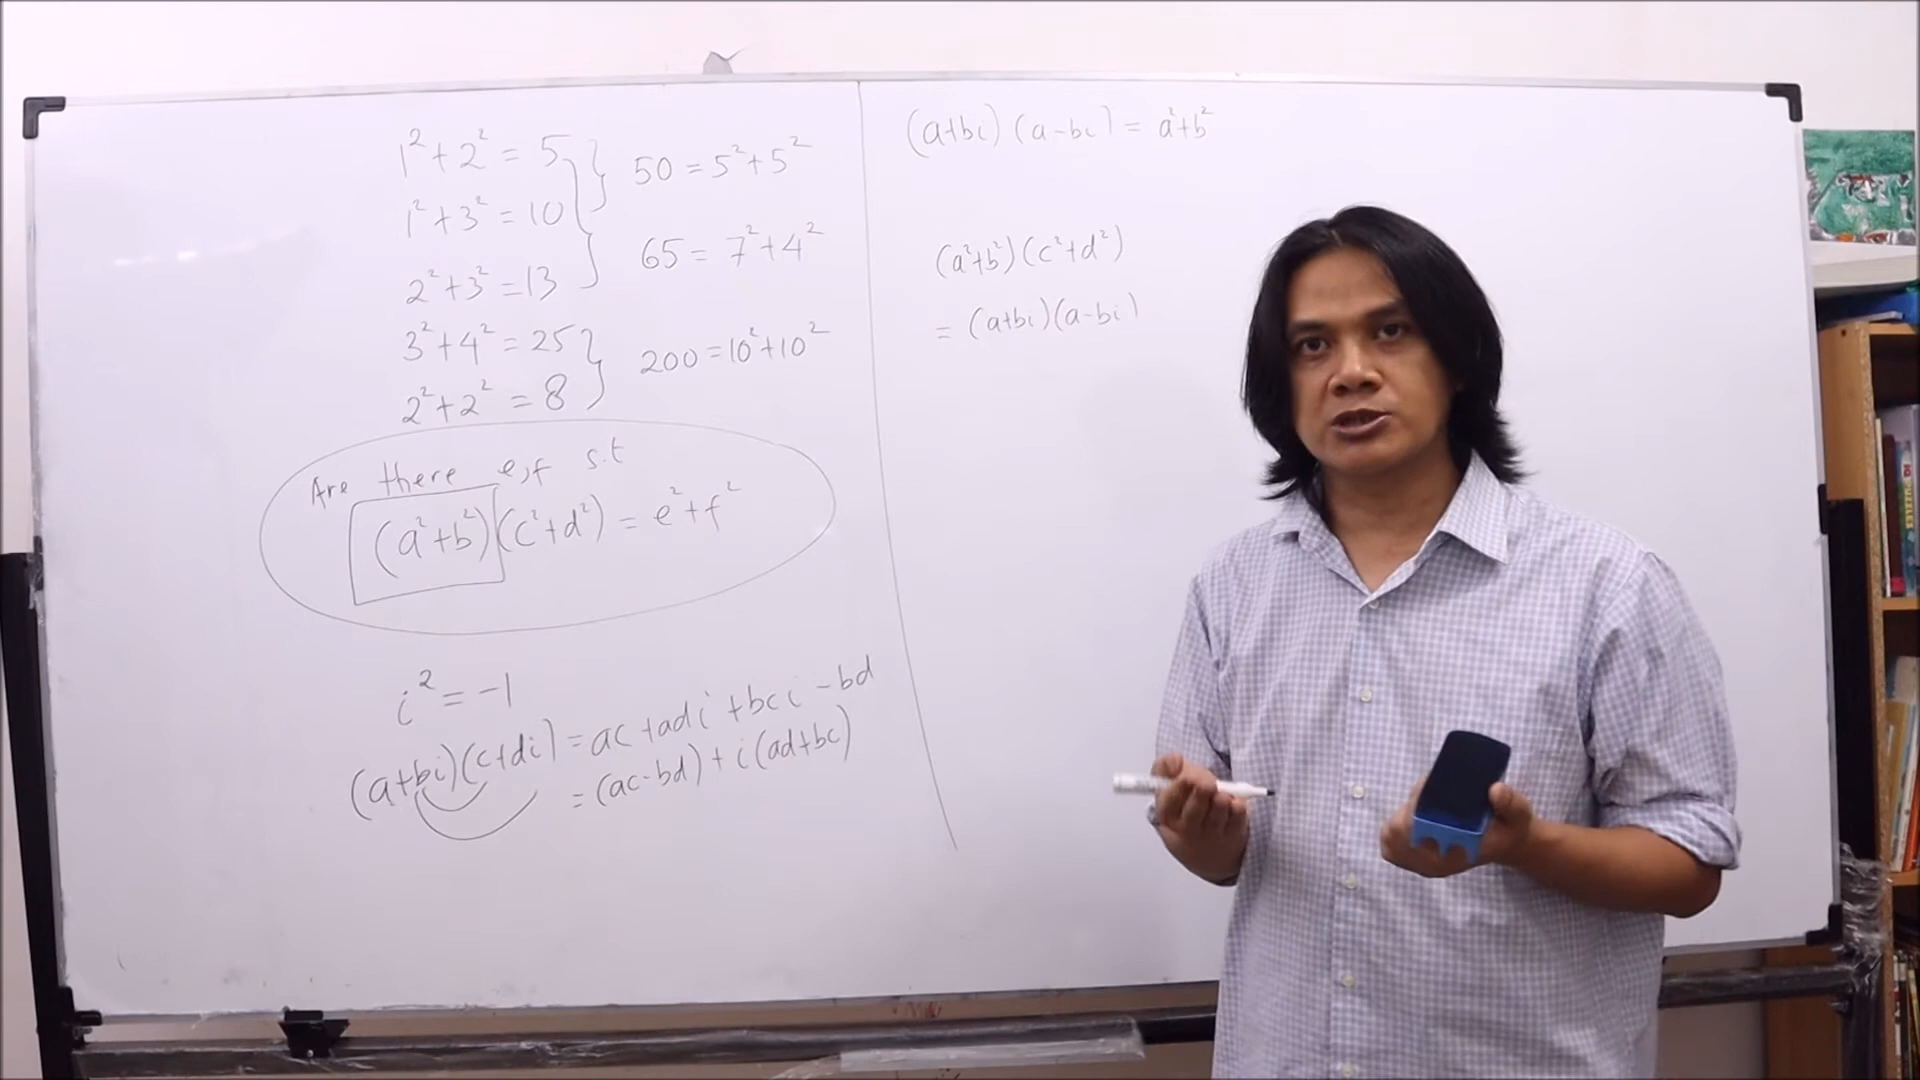 1² + 2² = 5
1² + 3² = 10
50 = 5² + 5²
2² + 3² = 13
65 = 7² + 4²
3² + 4² = 25
2² + 2² = 8
200 = 10² + 10²
Are there e,f s.t
(a² + b²)(c² + d²) = e² + f²
i² = -1
(a+bi)(c+di) = ac + adi + bci - bd
= (ac-bd) + i(ad+bc)
(a+bi)(a-bi) = a² + b²
(a² + b²)(c² + d²)
= (a+bi)(a-bi)
PUZZLES